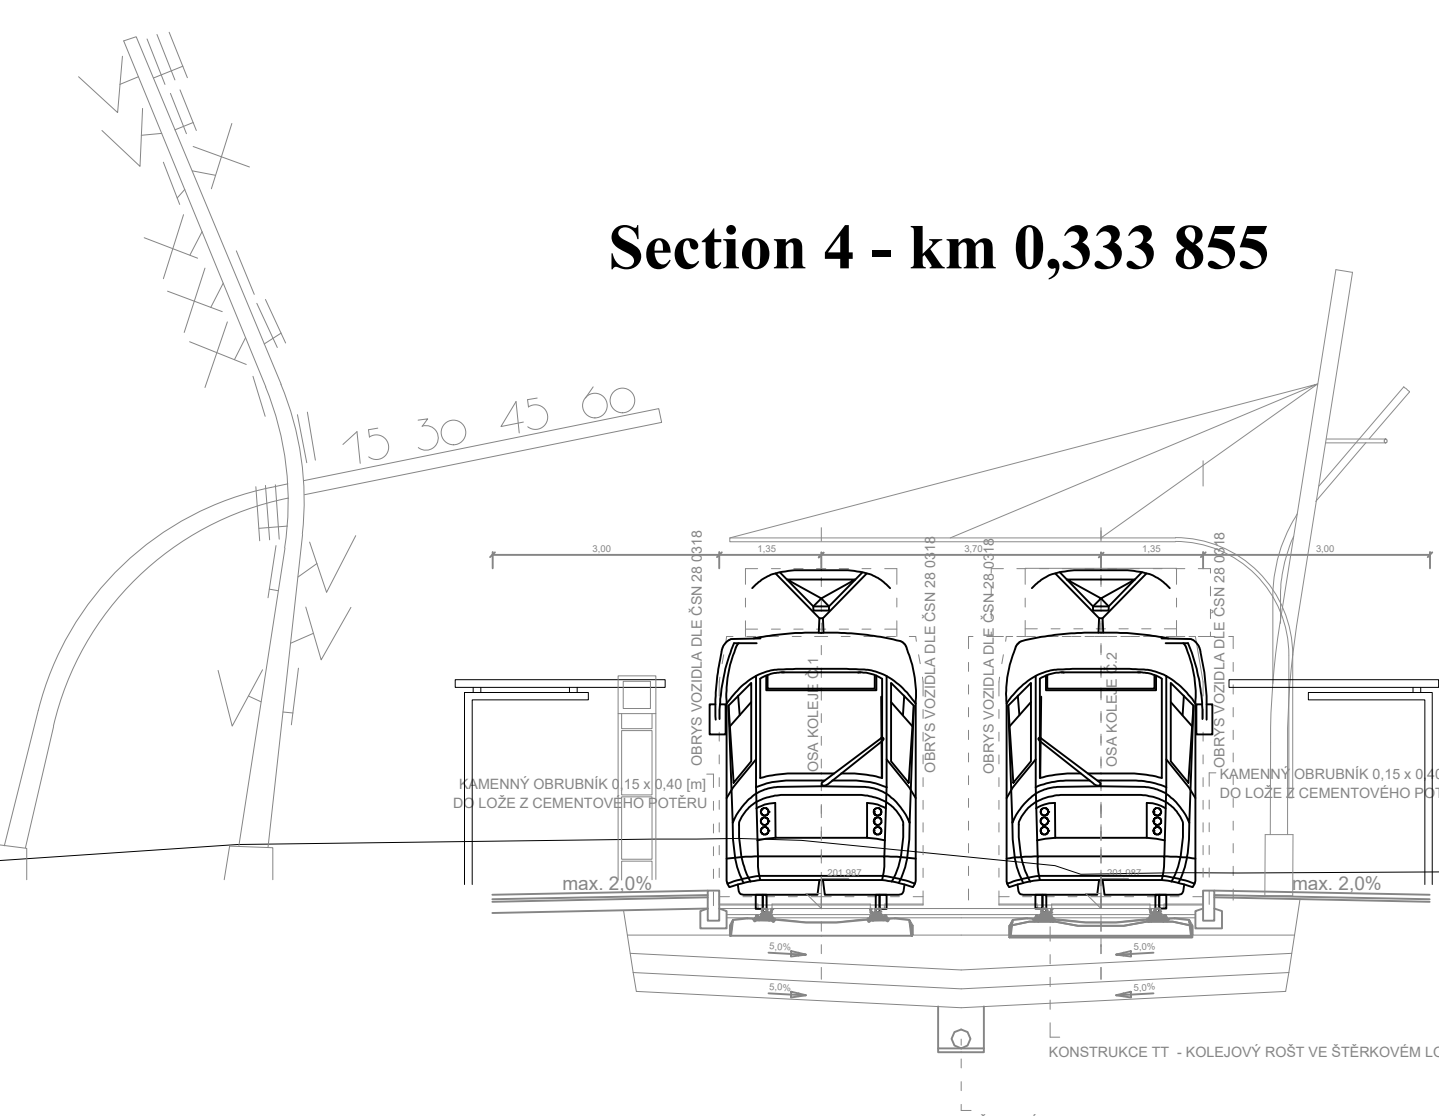 Section 4 - km 0,333 855
15 30 45 60
3,00
1,35
3,70
1,35
3,00
OBRYS VOZIDLA DLE ČSN 28 0318
OSA KOLEJE Č.1
OBRYS VOZIDLA DLE ČSN 28 0318
OBRYS VOZIDLA DLE ČSN 28 0318
OSA KOLEJE Č.2
OBRYS VOZIDLA DLE ČSN 28 0318
KAMENNÝ OBRUBNÍK 0,15 x 0,40 [m]
DO LOŽE Z CEMENTOVÉHO POTĚRU
KAMENNÝ OBRUBNÍK 0,15 x 0,40
DO LOŽE Z CEMENTOVÉHO
201,987
201,987
max. 2,0%
max. 2,0%
5,0%
5,0%
5,0%
5,0%
KONSTRUKCE TT - KOLEJOVÝ ROŠT VE ŠTĚRKOVÉM